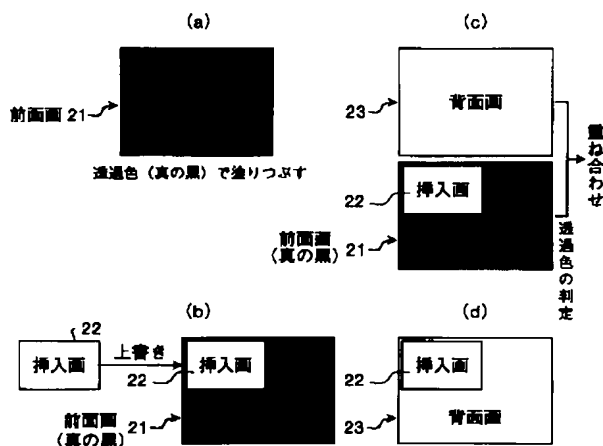 (a)
前画画 21
透過色（真の黒）で塗りつぶす
(c)
23
背面画
22
挿入画
前画画
(真の黒)
21
重ね合わせ
透過色の判定
(b)
22
挿入画
上書き
22
挿入画
前画画
(真の黒)
21
(d)
22
挿入画
23
背面画